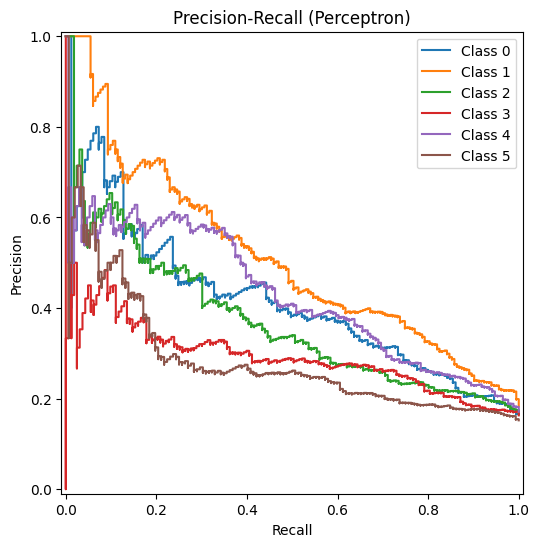 Precision-Recall (Perceptron)
Class 0
Class 1
Class 2
Class 3
Class 4
Class 5
Precision
1.0
0.8
0.6
0.4
0.2
0.0
0.0 0.2 0.4 0.6 0.8 1.0
Recall